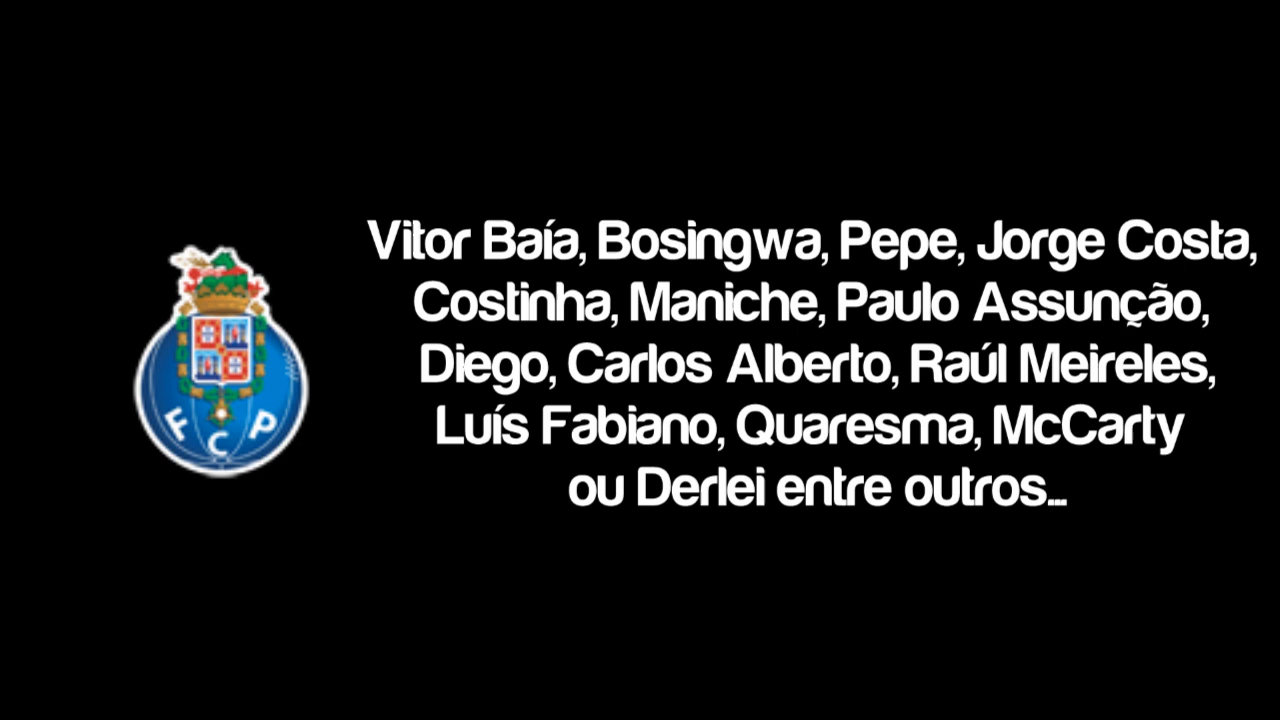 Vitor Baía, Bosingwa, Pepe, Jorge Costa,
Costinha, Maniche, Paulo Assunção,
Diego, Carlos Alberto, Raúl Meireles,
Luís Fabiano, Quaresma, McCarty
ou Derlei entre outros...
F C P